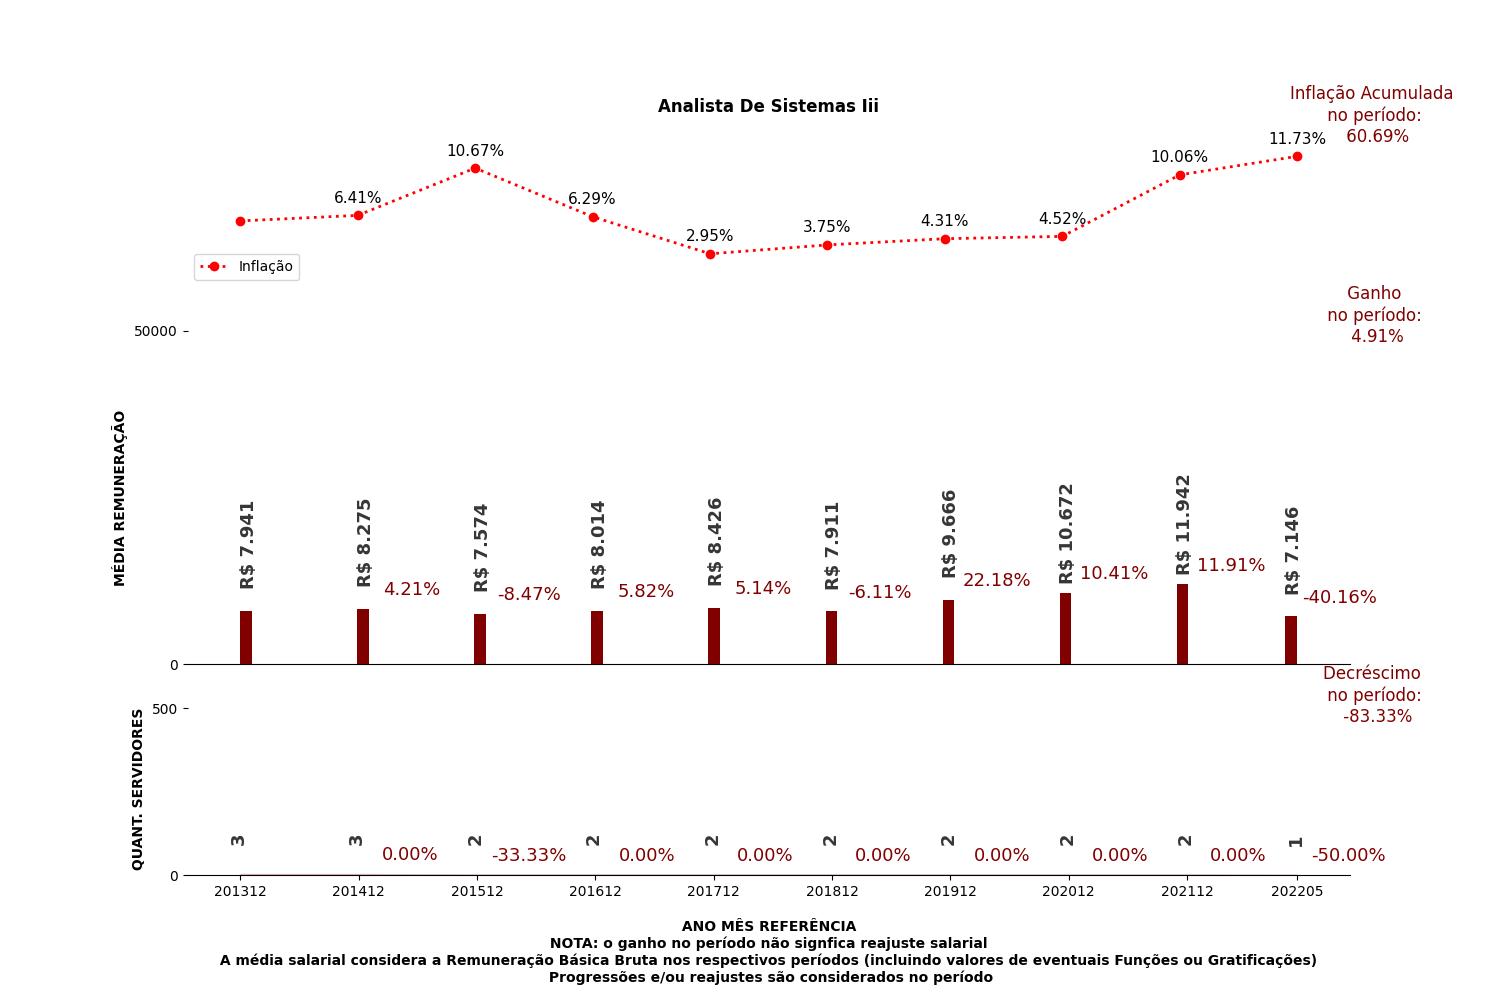 Analista De Sistemas Iii
Inflação Acumulada
no período:
60.69%
6.41%
10.67%
6.29%
2.95%
3.75%
4.31%
4.52%
10.06%
11.73%
Inflação
Ganho
no período:
4.91%
MÉDIA REMUNERAÇÃO
50000
0
R$ 7.941
R$ 8.275
R$ 7.574
R$ 8.014
R$ 8.426
R$ 7.911
R$ 9.666
R$ 10.672
R$ 11.942
R$ 7.146
4.21%
-8.47%
5.82%
5.14%
-6.11%
22.18%
10.41%
11.91%
-40.16%
Decréscimo
no período:
-83.33%
QUANT. SERVIDORES
500
0
3
3
2
2
2
2
2
2
2
1
0.00%
-33.33%
0.00%
0.00%
0.00%
0.00%
0.00%
0.00%
-50.00%
201312
201412
201512
201612
201712
201812
201912
202012
202112
202205
ANO MÊS REFERÊNCIA
NOTA: o ganho no período não signfica reajuste salarial
A média salarial considera a Remuneração Básica Bruta nos respectivos períodos (incluindo valores de eventuais Funções ou Gratificações)
Progressões e/ou reajustes são considerados no período